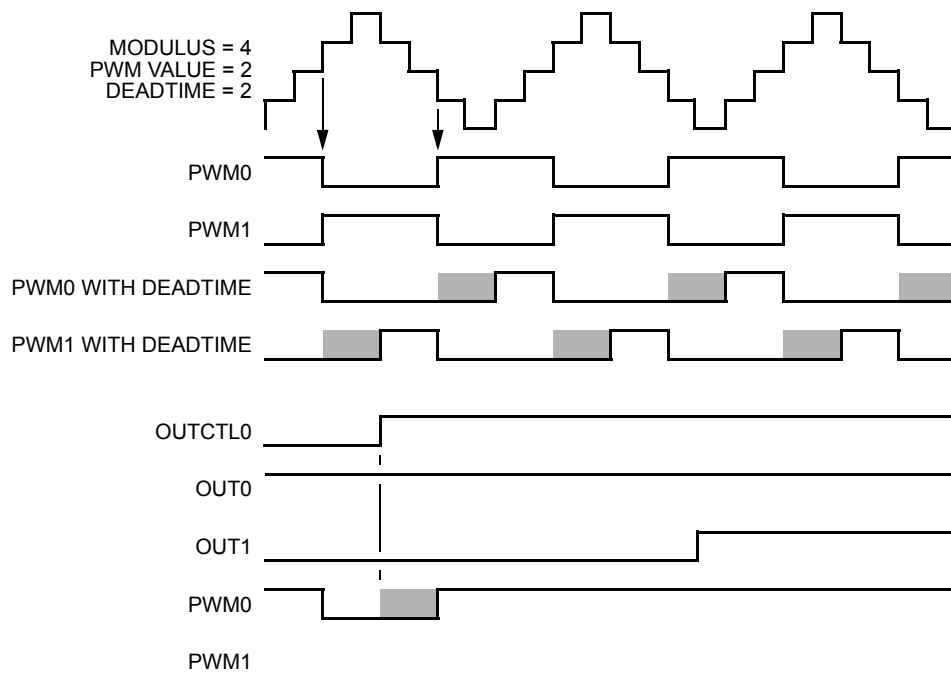 MODULUS = 4
PWM VALUE = 2
DEADTIME = 2
PWM0
PWM1
PWM0 WITH DEADTIME
PWM1 WITH DEADTIME
OUTCTL0
OUT0
OUT1
PWM0
PWM1